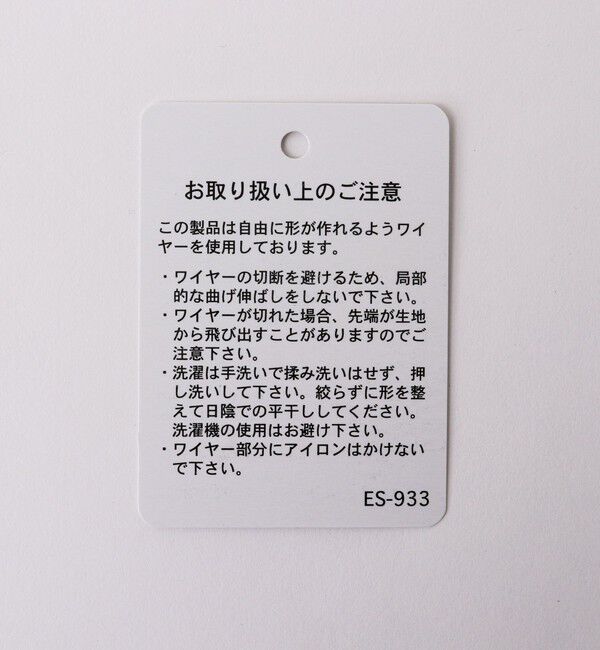 お取り扱い上のご注意
この製品は自由に形が作れるようワイ
ヤーを使用しております。
・ワイヤーの切断を避けるため、局部
的な曲げ伸ばしをしないで下さい。
・ワイヤーが切れた場合、先端が生地
から飛び出すことがありますのでご
注意下さい。
・洗濯は手洗いで揉み洗いはせず、押
し洗いして下さい。絞らずに形を整
えて日陰での平干ししてください。
洗濯機の使用はお避け下さい。
・ワイヤー部分にアイロンはかけない
で下さい。
ES-933